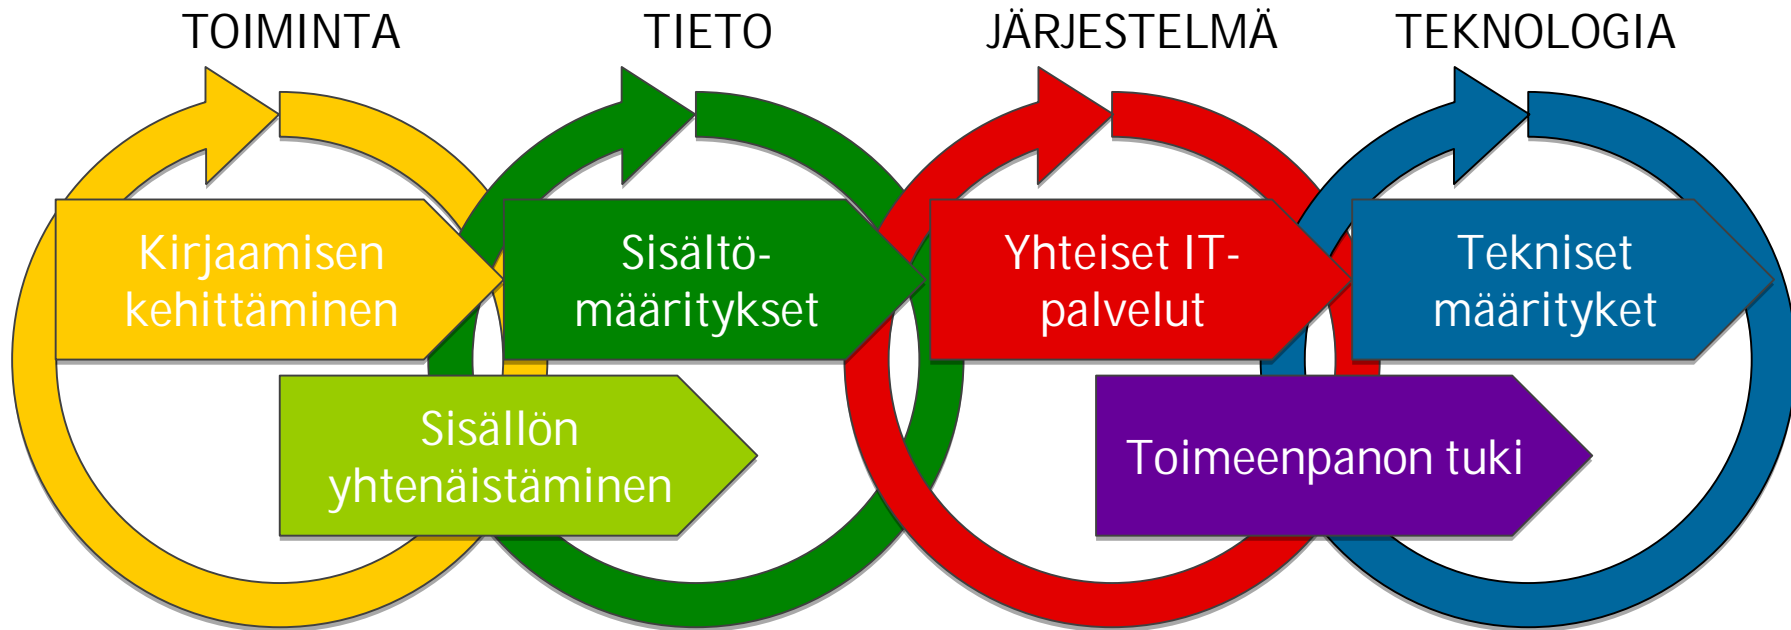 TOIMINTA
TIETO
JÄRJESTELMÄ
TEKNOLOGIA
Kirjaamisen
kehittäminen
Sisältö-
määritykset
Yhteiset IT-
palvelut
Tekniset
määrityket
Sisällön
yhtenäistäminen
Toimeenpanon tuki